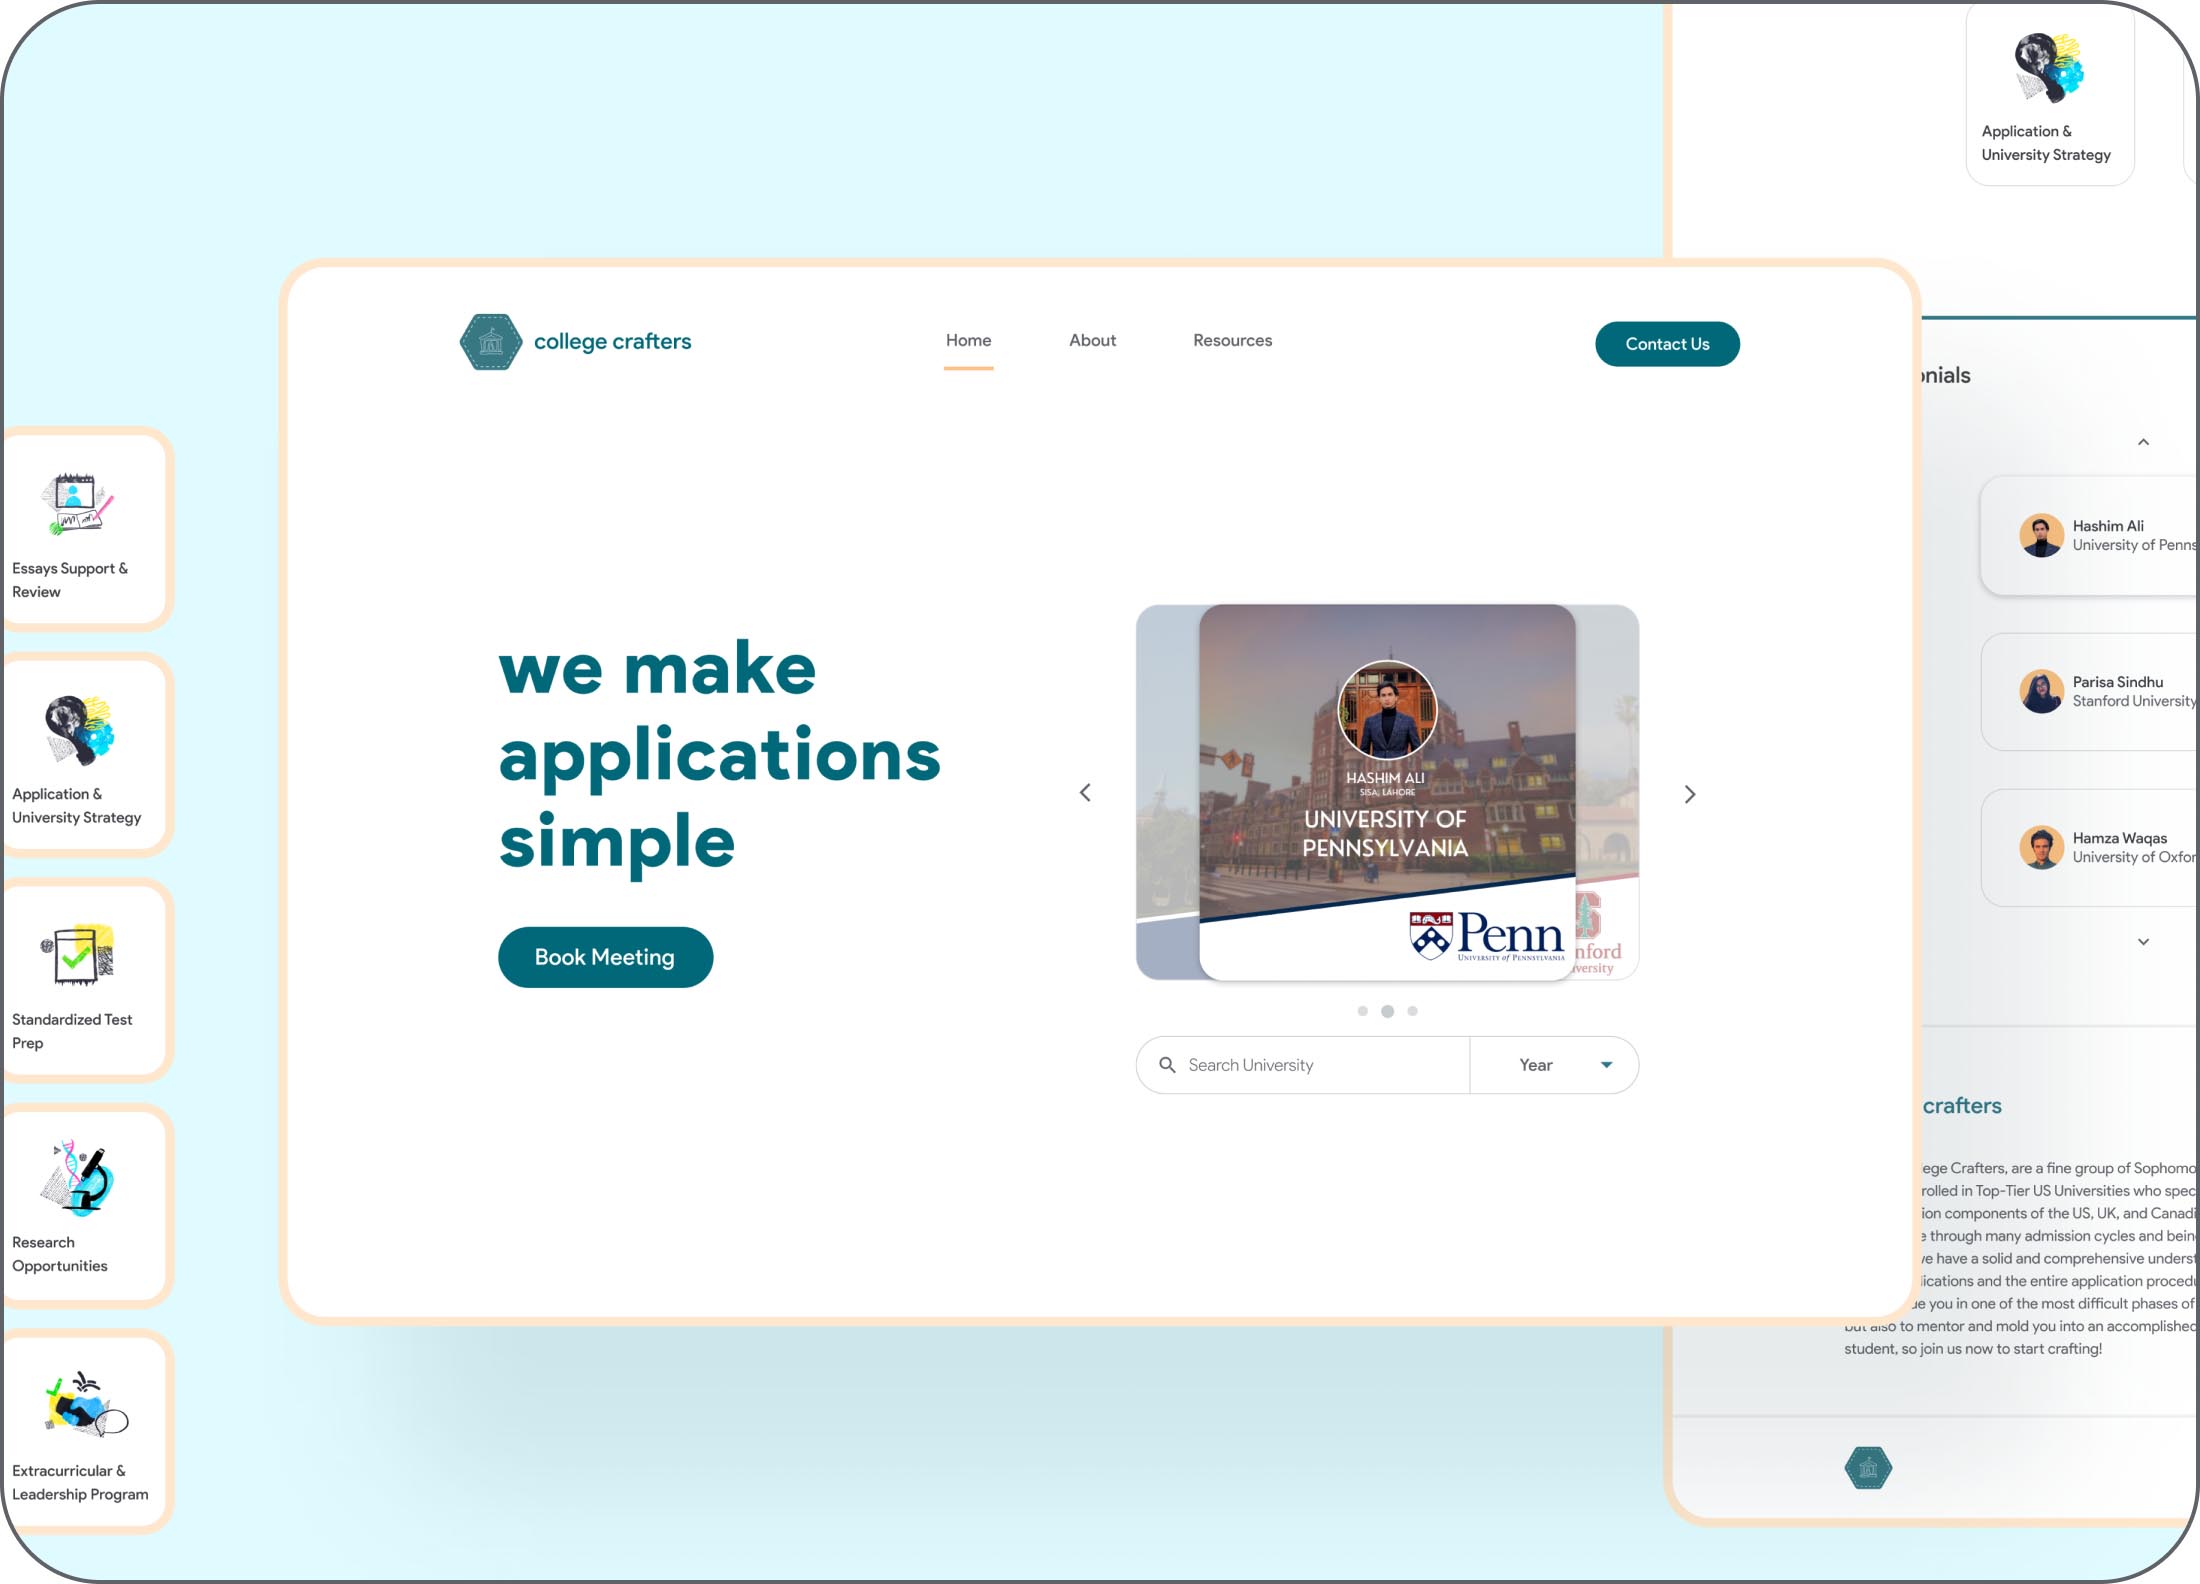 Application &
University Strategy
college crafters
Home
About
Resources
Contact Us
onials
Essays Support &
Review
Application &
University Strategy
Standardized Test
Prep
Research
Opportunities
Extracurricular &
Leadership Program
we make
applications
simple
Book Meeting
HASHIM ALI
SISA, LAHORE
UNIVERSITY OF
PENNSYLVANIA
Penn
UNIVERSITY of PENNSYLVANIA
nford
versity
Search University
Year
Hashim Ali
University of Penns
Parisa Sindhu
Stanford University
Hamza Waqas
University of Oxfor
crafters
ege Crafters, are a fine group of Sophomo
rolled in Top-Tier US Universities who spec
ion components of the US, UK, and Canadi
e through many admission cycles and bein
ve have a solid and comprehensive underst
lications and the entire application procedu
ue you in one of the most difficult phases of
but also to mentor and mold you into an accomplished
student, so join us now to start crafting!